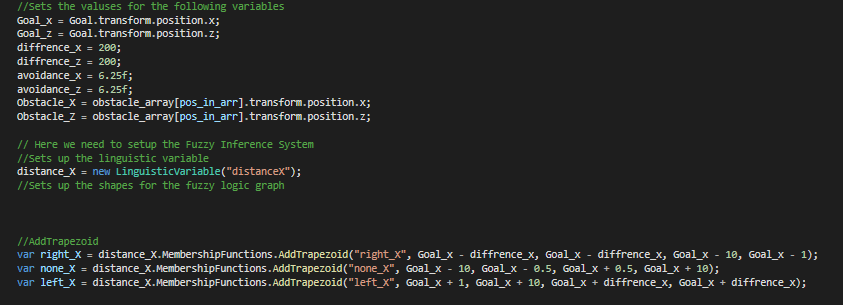 //Sets the valuses for the following variables
Goal_x = Goal.transform.position.x;
Goal_z = Goal.transform.position.z;
diffrence_x = 200;
diffrence_z = 200;
avoidance_x = 6.25f;
avoidance_z = 6.25f;
Obstacle_X = obstacle_array[pos_in_arr].transform.position.x;
Obstacle_Z = obstacle_array[pos_in_arr].transform.position.z;
// Here we need to setup the Fuzzy Inference System
//Sets up the linguistic variable
distance_X = new LinguisticVariable("distanceX");
//Sets up the shapes for the fuzzy logic graph
//AddTrapezoid
var right_X = distance_X.MembershipFunctions.AddTrapezoid("right_X", Goal_x - diffrence_x, Goal_x - diffrence_x, Goal_x - 10, Goal_x - 1);
var none_X = distance_X.MembershipFunctions.AddTrapezoid("none_X", Goal_x - 10, Goal_x - 0.5, Goal_x + 0.5, Goal_x + 10);
var left_X = distance_X.MembershipFunctions.AddTrapezoid("left_X", Goal_x + 1, Goal_x + 10, Goal_x + diffrence_x, Goal_x + diffrence_x);